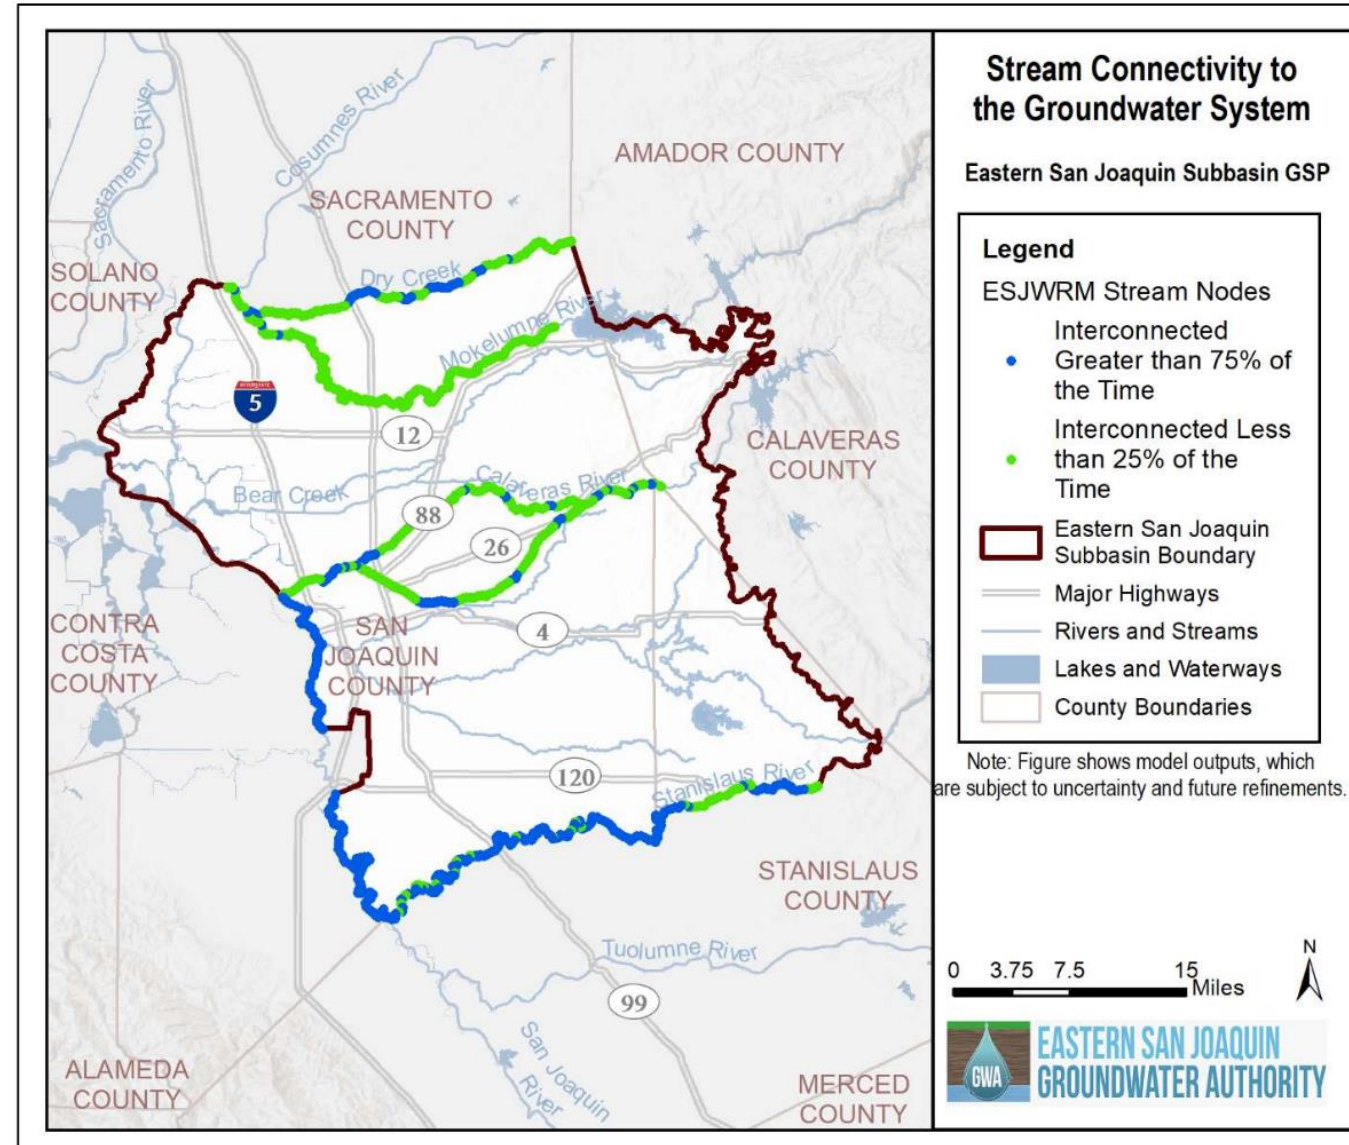 Stream Connectivity to
the Groundwater System
Eastern San Joaquin Subbasin GSP
Legend
ESJWRM Stream Nodes
Interconnected
Greater than 75% of
the Time
Interconnected Less
than 25% of the
Time
Eastern San Joaquin
Subbasin Boundary
Major Highways
Rivers and Streams
Lakes and Waterways
County Boundaries
Note: Figure shows model outputs, which
are subject to uncertainty and future refinements.
N
0 3.75 7.5 15
Miles
GWA
EASTERN SAN JOAQUIN
GROUNDWATER AUTHORITY
Sacramento River
Cosumnes River
AMADOR COUNTY
SACRAMENTO
COUNTY
SOLANO
COUNTY
Dry Creek
Mokelumne River
INTERSTATE
5
12
CALAVERAS
COUNTY
Bear Creek
Calaveras River
88
26
CONTRA
COSTA
COUNTY
SAN
JOAQUIN
COUNTY
4
120
Stanislaus River
STANISLAUS
COUNTY
Tuolumne River
99
San Joaquin
River
ALAMEDA
COUNTY
MERCED
COUNTY